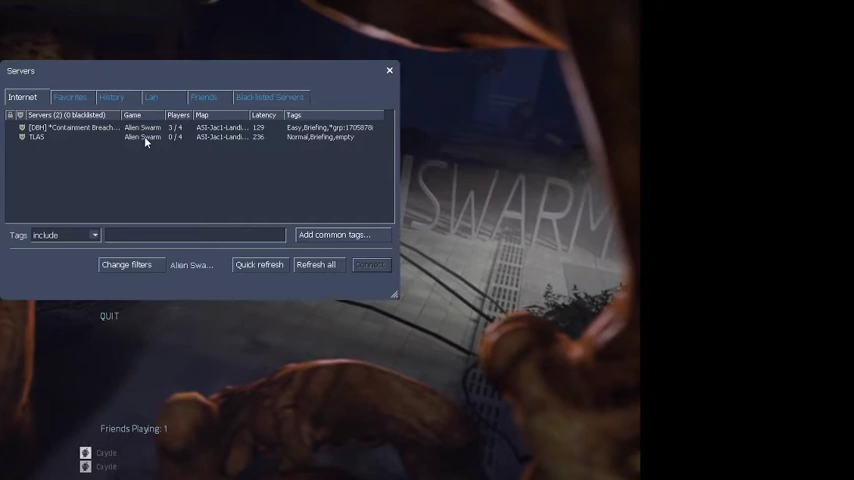 Servers
Internet Favorites History Lan Friends Blacklisted Servers
Servers (2) (0 blacklisted) Game Players Map Latency Tags
[DBH] *Containment Breach... Alien Swarm 3 / 4 ASI-Jac1-Landi... 129 Easy,Briefing,*grp:1705878i
TLAS Alien Swarm 0 / 4 ASI-Jac1-Landi... 236 Normal,Briefing,empty
Tags include Add common tags...
Change filters Alien Swa... Quick refresh Refresh all Connect
SWARM
QUIT
Friends Playing: 1
Cayde
Cayde